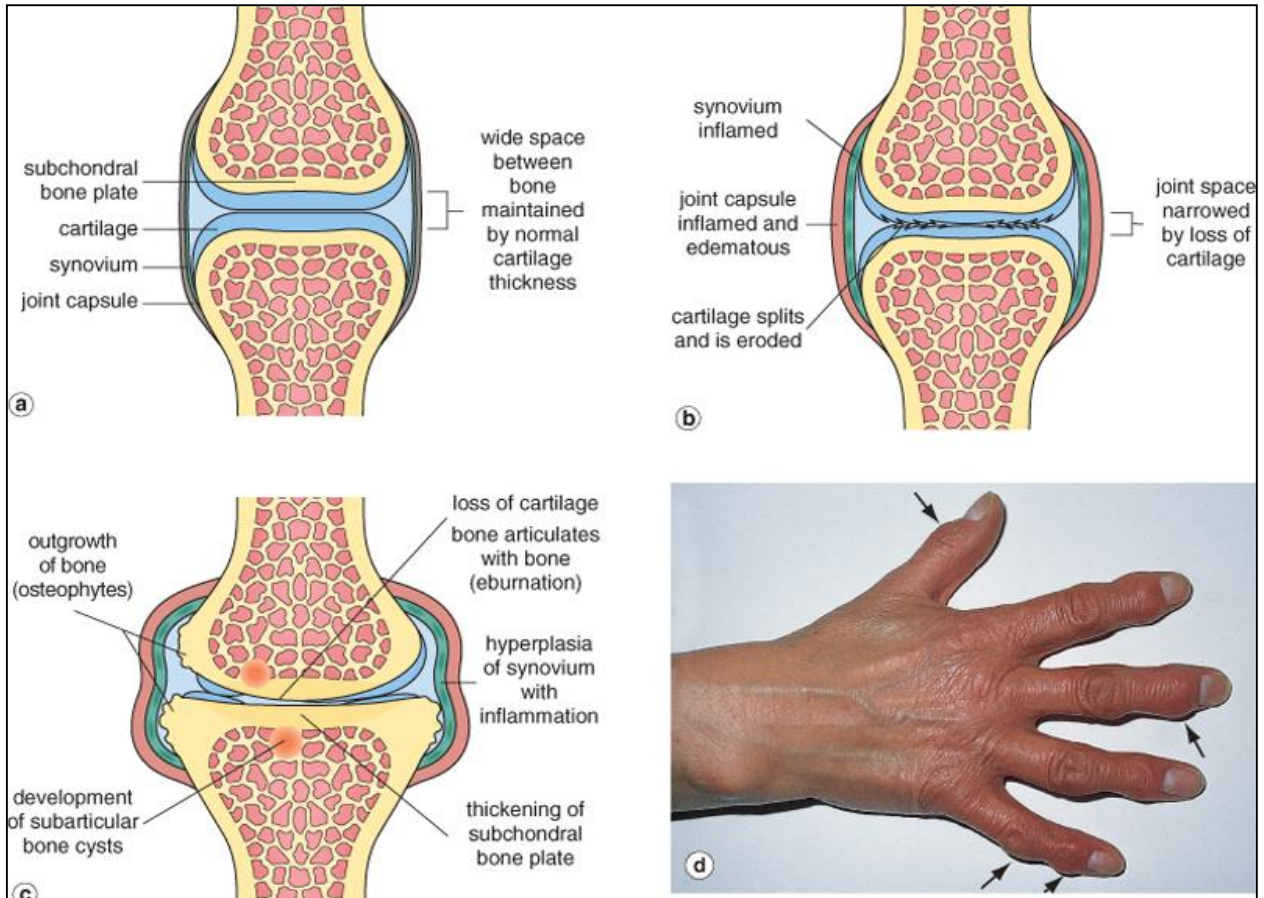 subchondral
bone plate
cartilage
synovium
joint capsule
wide space
between
bone
maintained
by normal
cartilage
thickness
a
synovium
inflamed
joint capsule
inflamed and
edematous
cartilage splits
and is eroded
joint space
narrowed
by loss of
cartilage
b
outgrowth
of bone
(osteophytes)
development
of subarticular
bone cysts
loss of cartilage
bone articulates
with bone
(eburnation)
hyperplasia
of synovium
with
inflammation
thickening of
subchondral
bone plate
c
d